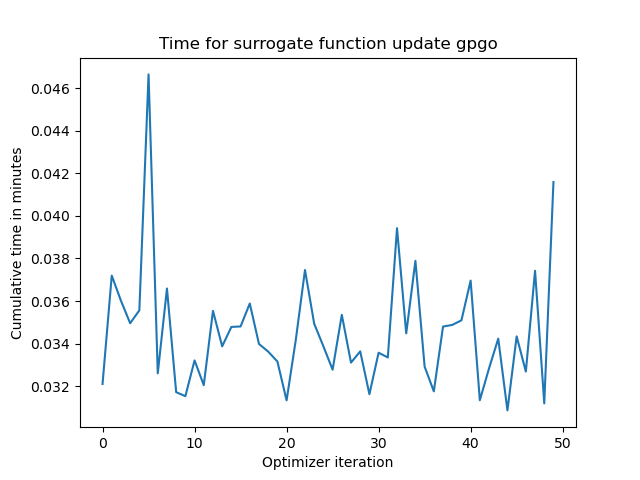 Time for surrogate function update gpgo
0.046
0.044
0.042
0.040
0.038
0.036
0.034
0.032
Cumulative time in minutes
0 10 20 30 40 50
Optimizer iteration